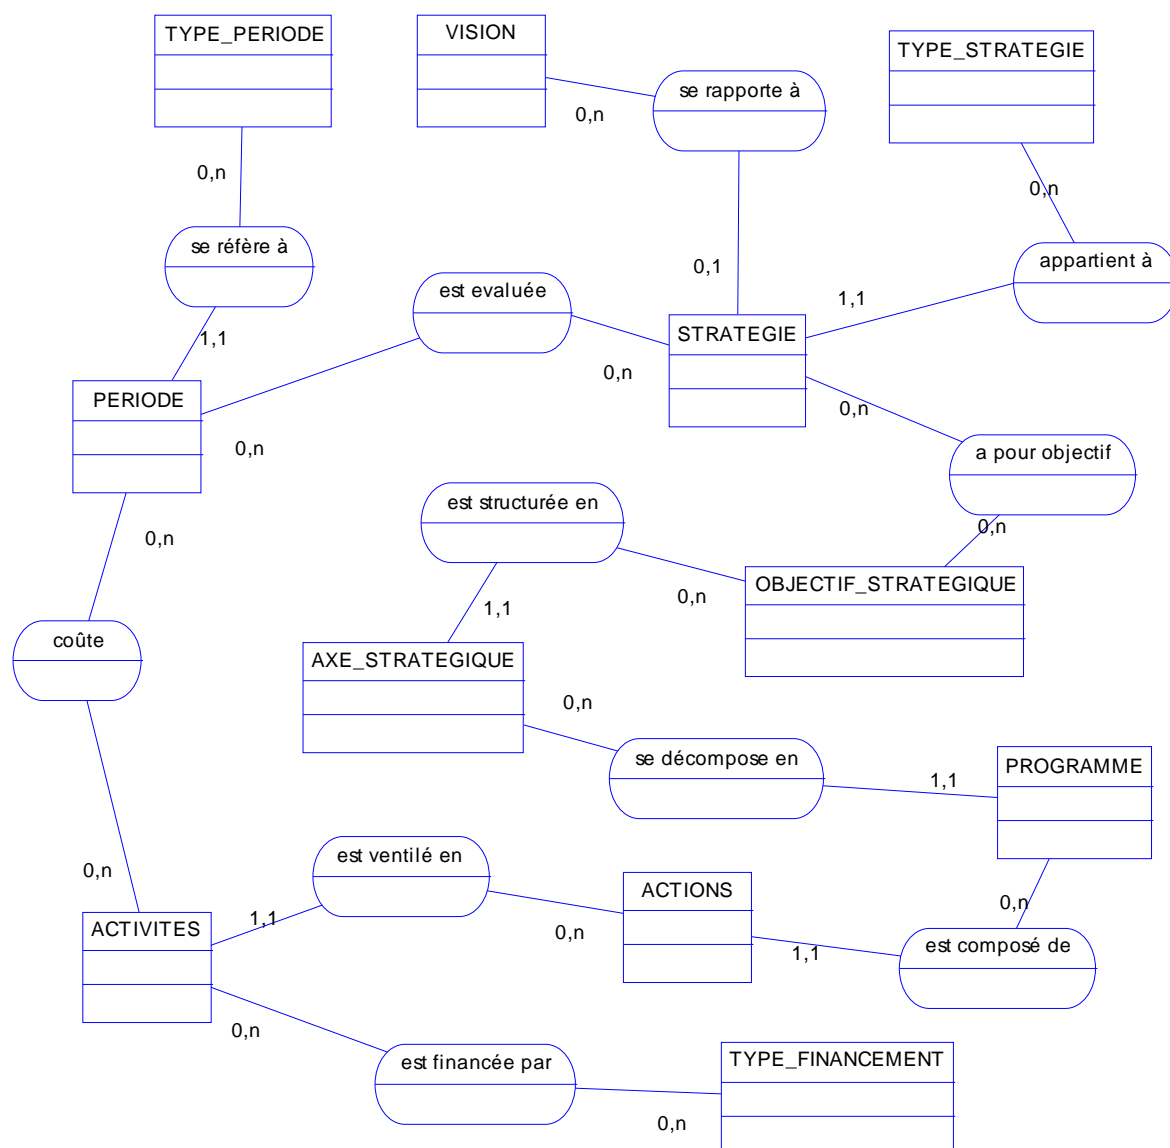 TYPE_PERIODE
VISION
TYPE_STRATEGIE
se rapporte à
0,n
0,n
0,n
se réfère à
appartient à
0,1
est evaluée
1,1
1,1
STRATEGIE
0,n
PERIODE
0,n
0,n
a pour objectif
est structurée en
0,n
0,n
OBJECTIF_STRATEGIQUE
0,n
1,1
coûte
AXE_STRATEGIQUE
0,n
se décompose en
PROGRAMME
1,1
est ventilé en
0,n
ACTIONS
0,n
1,1
ACTIVITES
0,n
1,1
est composé de
0,n
est financée par
TYPE_FINANCEMENT
0,n